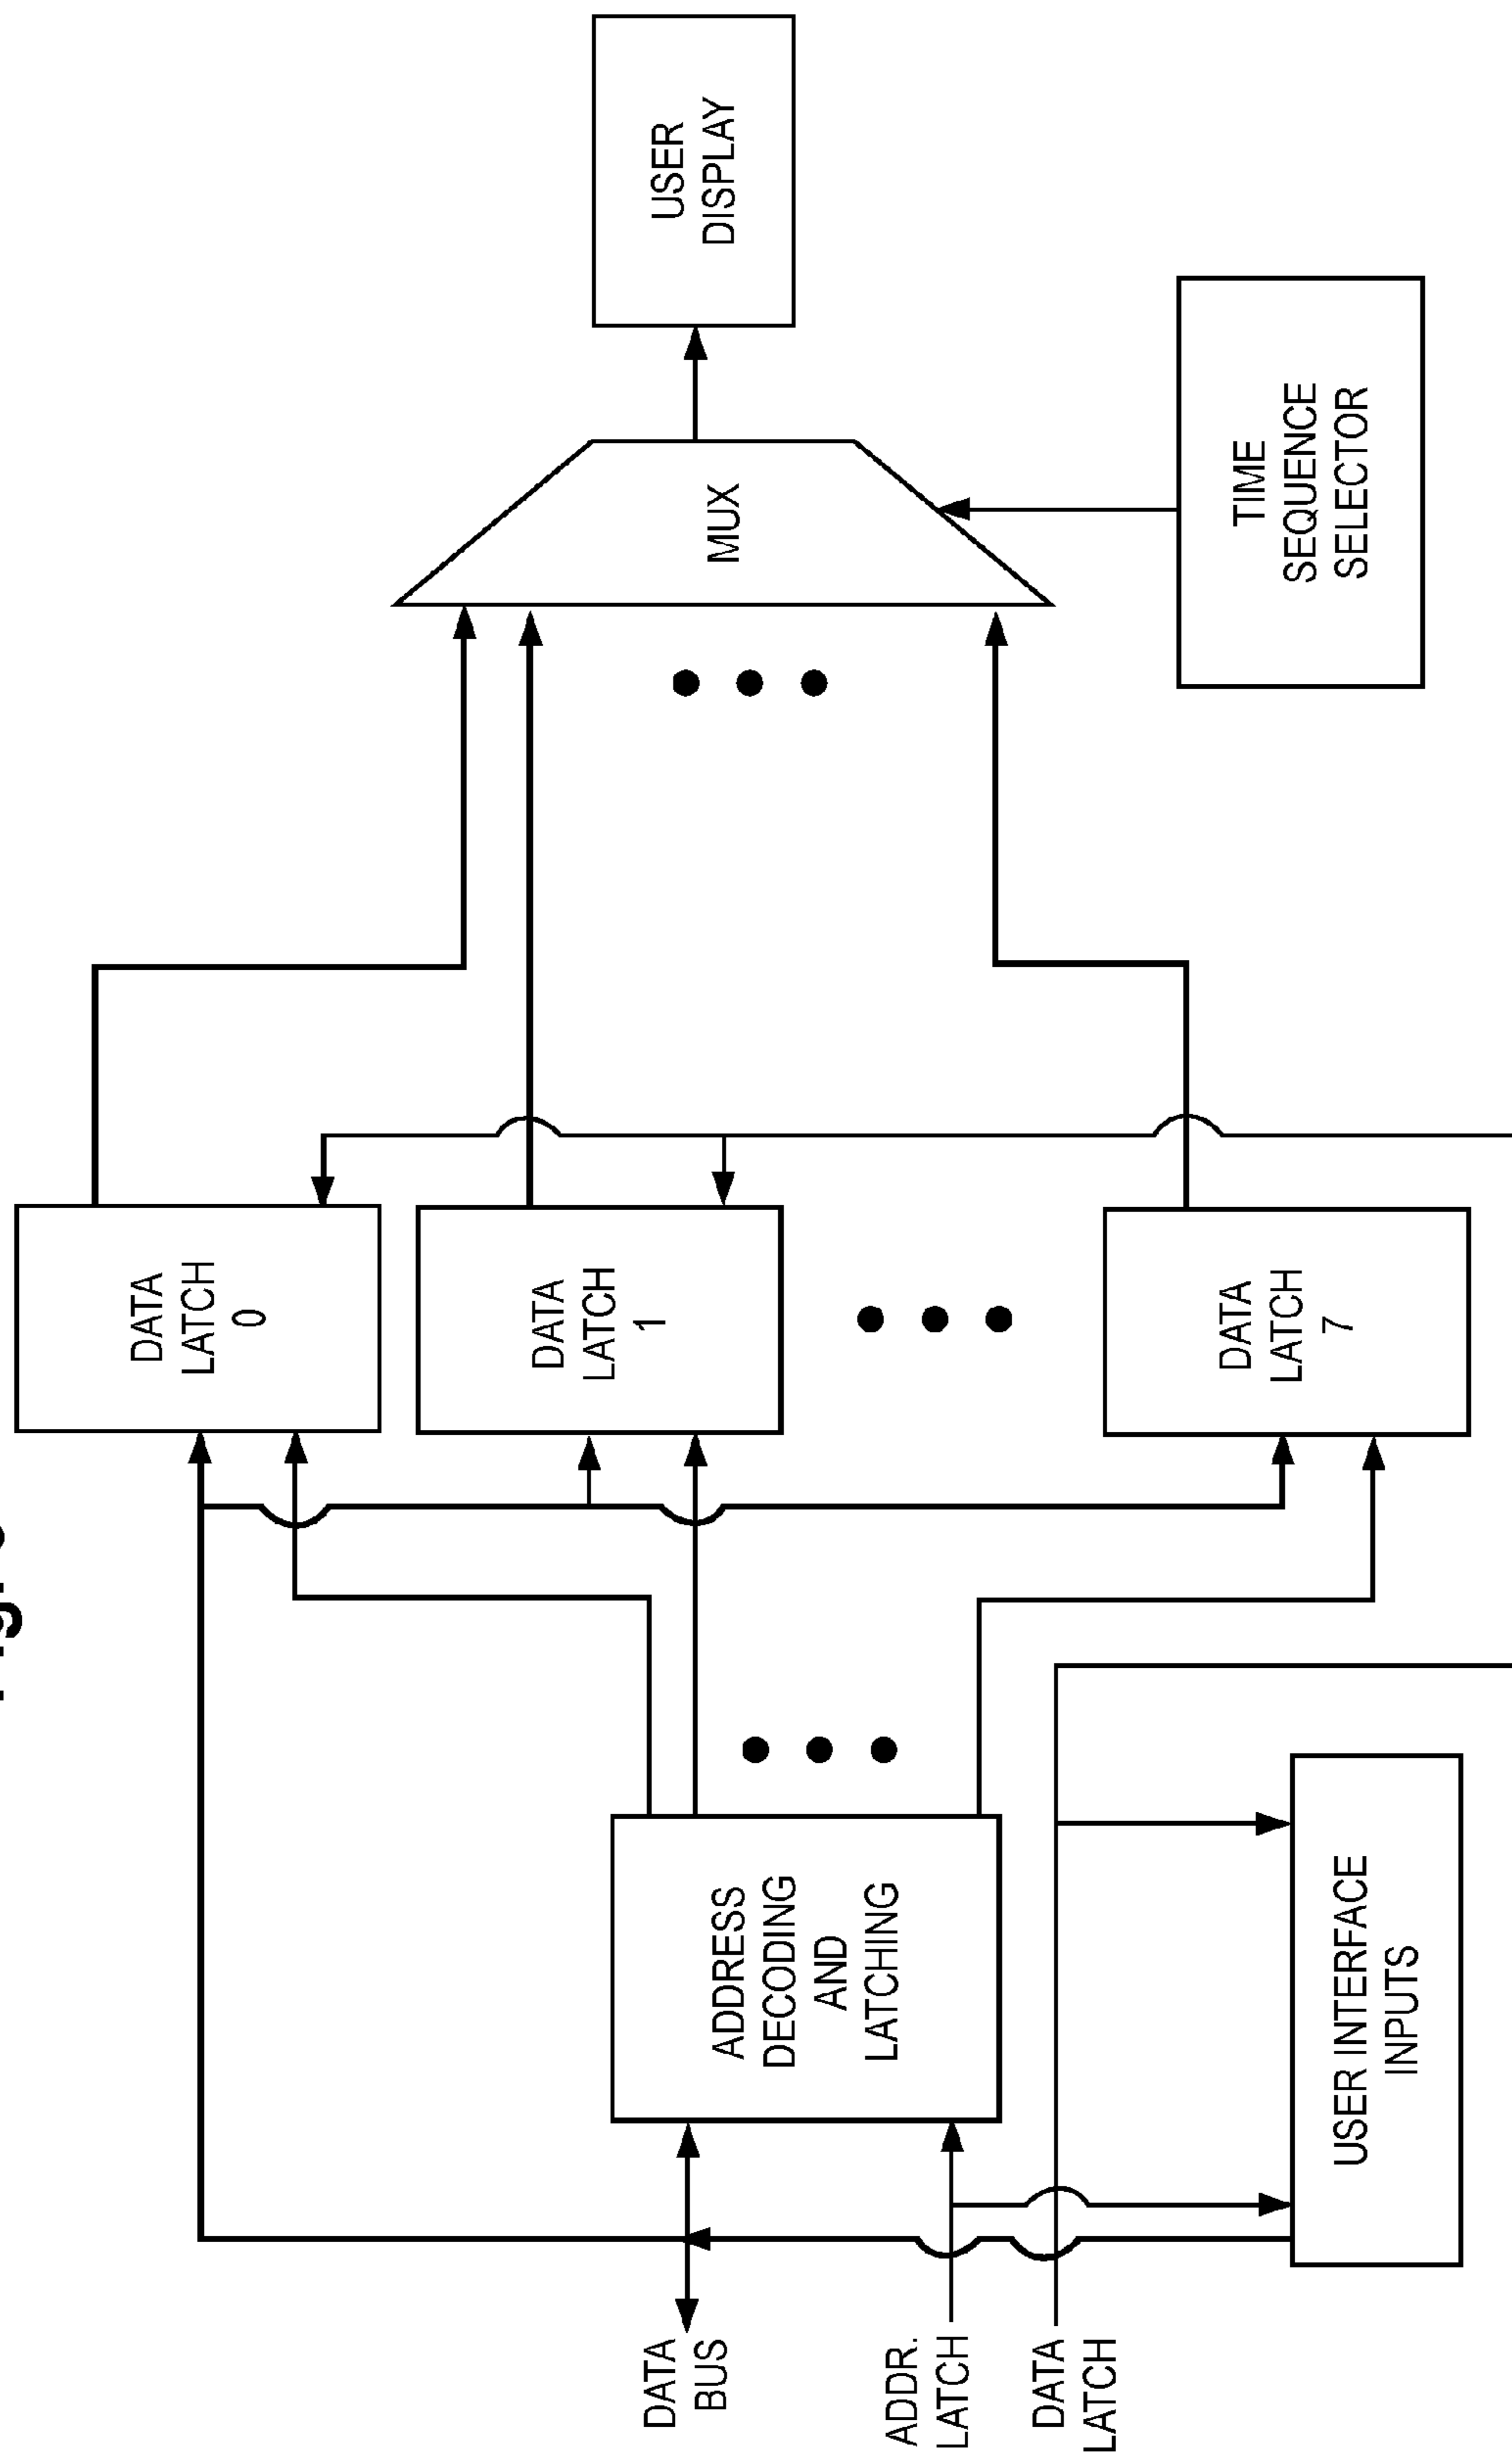 DATA
LATCH
0
DATA
LATCH
1
DATA
LATCH
7
USER
DISPLAY
MUX
TIME
SEQUENCE
SELECTOR
ADDRESS
DECODING
AND
LATCHING
USER INTERFACE
INPUTS
DATA
BUS
ADDR.
LATCH
DATA
LATCH